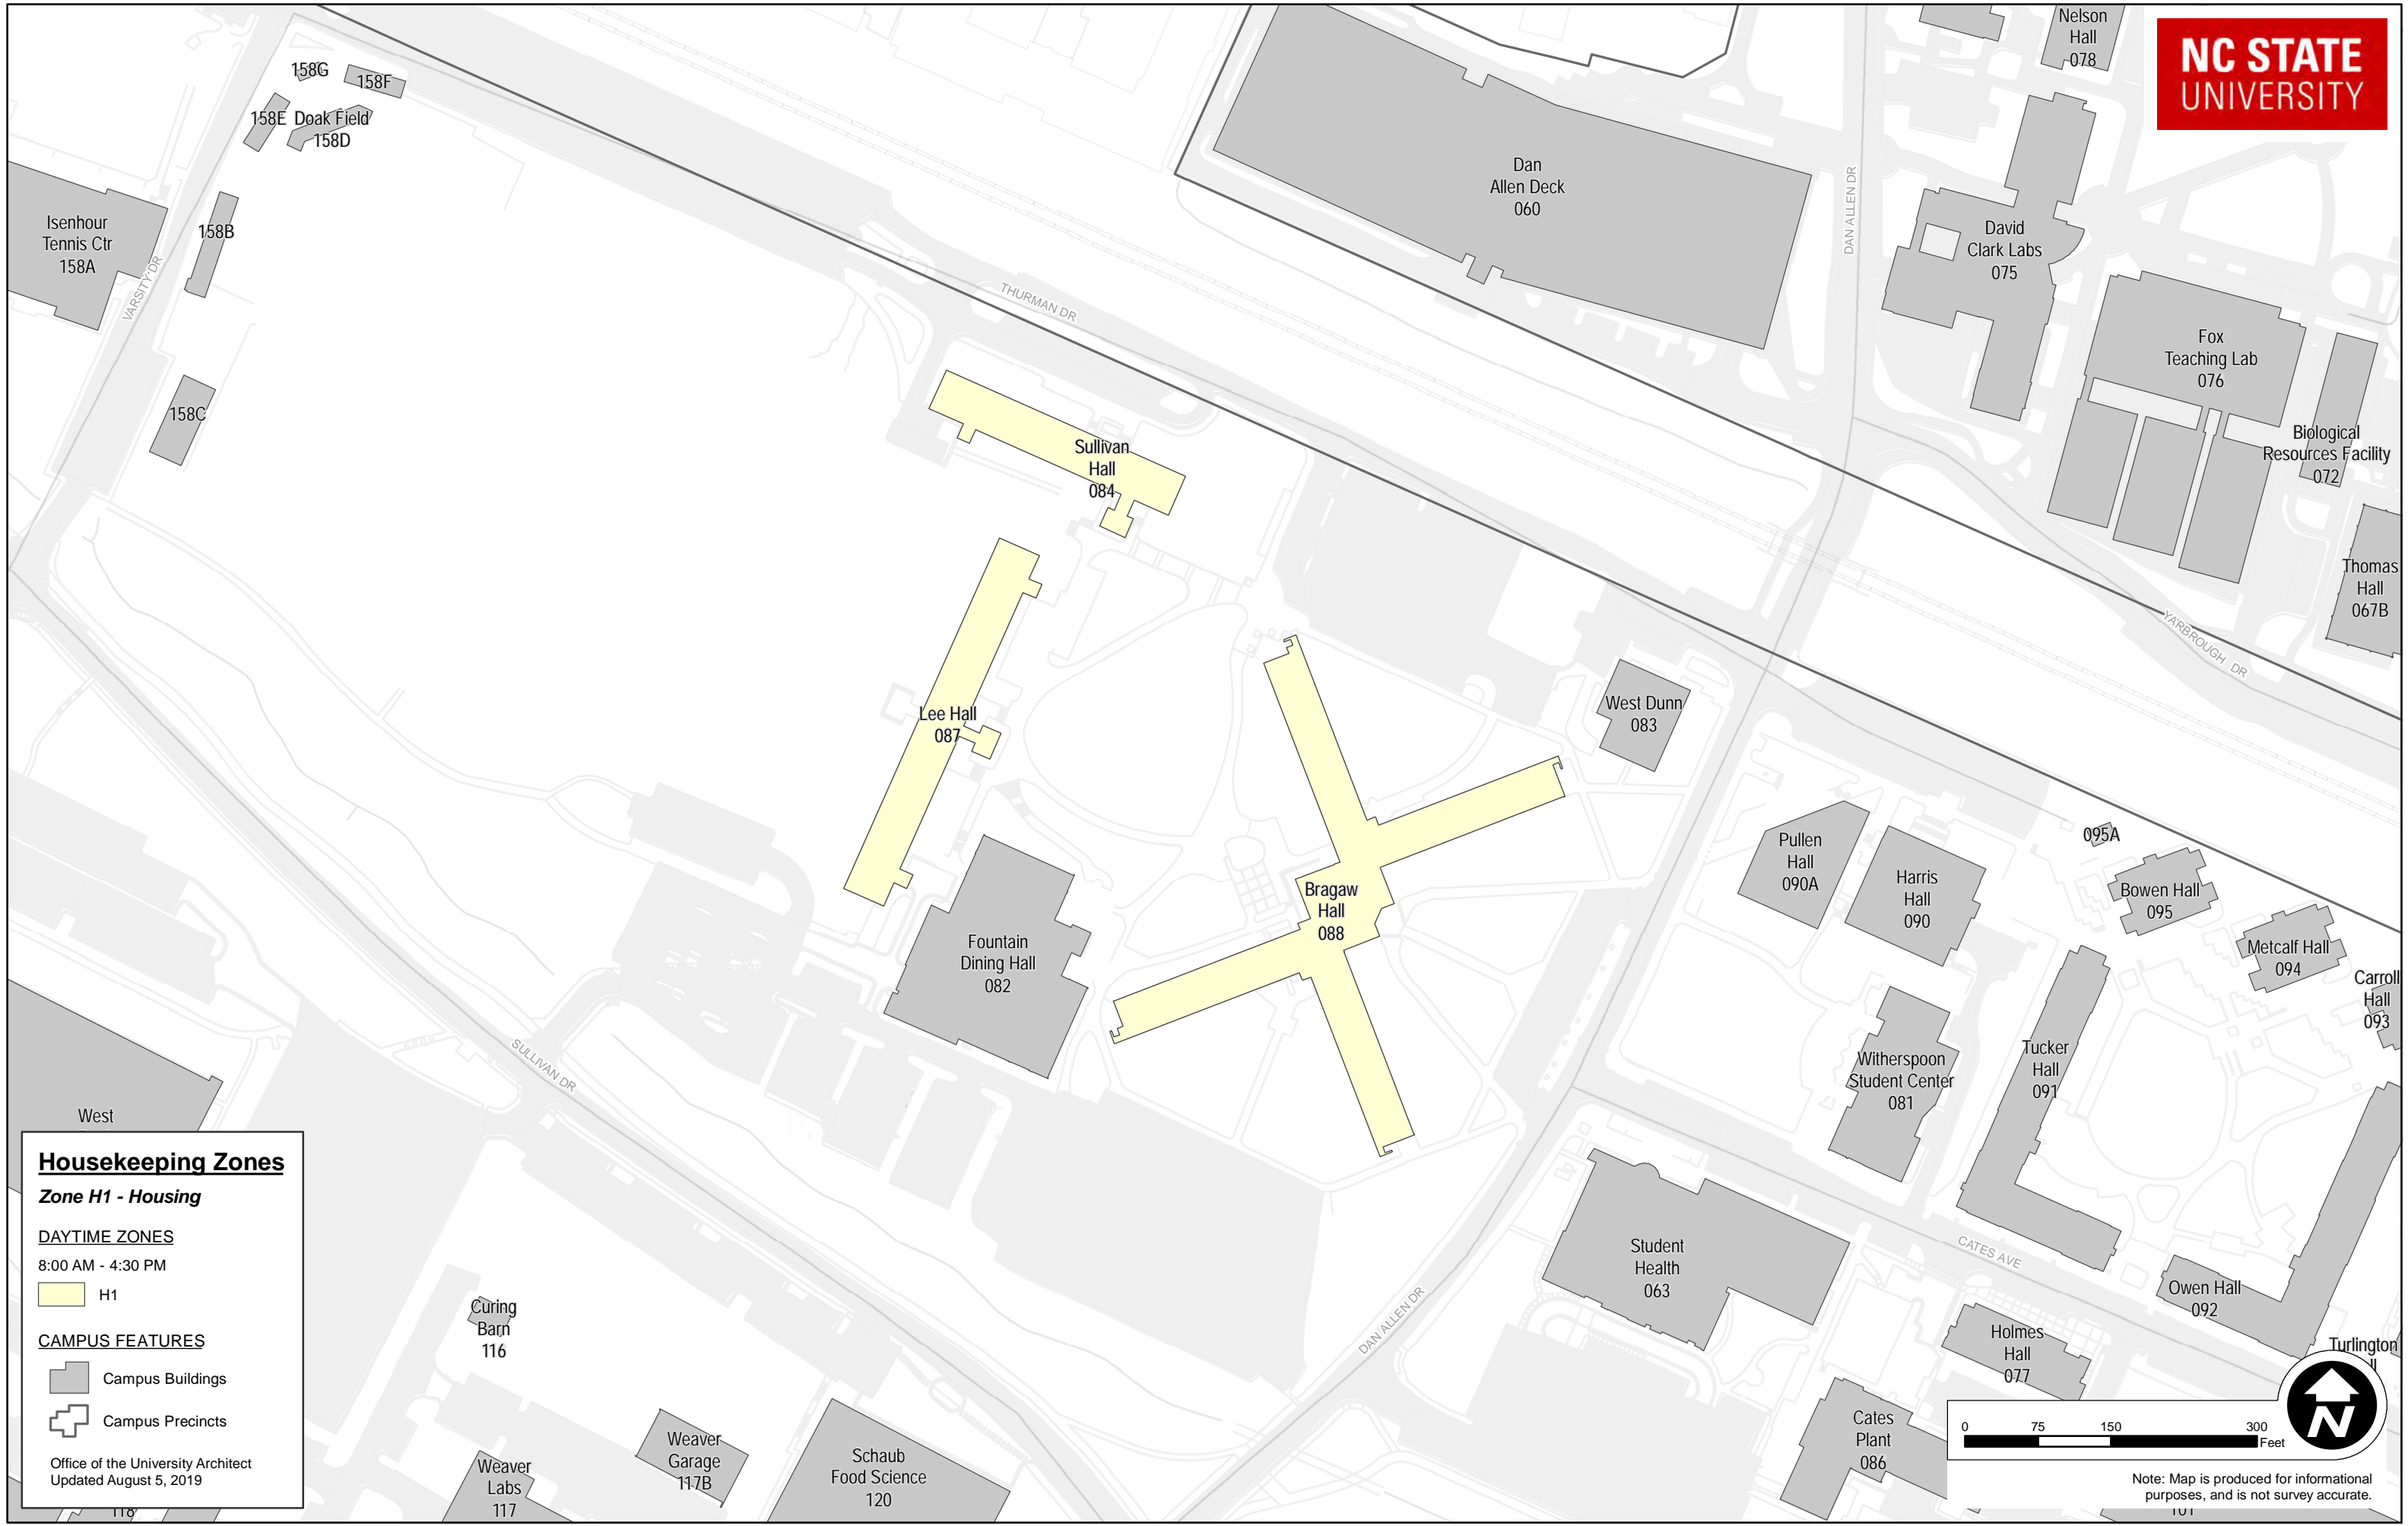 Nelson
Hall
078
NC STATE
UNIVERSITY
158G
158F
158E
Doak Field
158D
Isenhour
Tennis Ctr
158A
158B
VARSITY DR
158C
Dan
Allen Deck
060
DAN ALLEN DR
David
Clark Labs
075
THURMAN DR
Fox
Teaching Lab
076
Biological
Resources Facility
072
Sullivan
Hall
084
Thomas
Hall
067B
YARBROUGH DR
Lee Hall
087
West Dunn
083
Pullen
Hall
090A
Harris
Hall
090
095A
Bowen Hall
095
Bragaw
Hall
088
Metcalf Hall
094
Carroll
Hall
093
Fountain
Dining Hall
082
SULLIVAN DR
Witherspoon
Student Center
081
Tucker
Hall
091
West
Student
Health
063
CATES AVE
Owen Hall
092
DAN ALLEN DR
Holmes
Hall
077
Turlington
Curing
Barn
116
Cates
Plant
086
Weaver
Garage
117B
Weaver
Labs
117
Schaub
Food Science
120
118
101
Housekeeping Zones
Zone H1 - Housing
DAYTIME ZONES
8:00 AM - 4:30 PM
H1
CAMPUS FEATURES
Campus Buildings
Campus Precincts
Office of the University Architect
Updated August 5, 2019
0 75 150 300
Feet
N
Note: Map is produced for informational
purposes, and is not survey accurate.